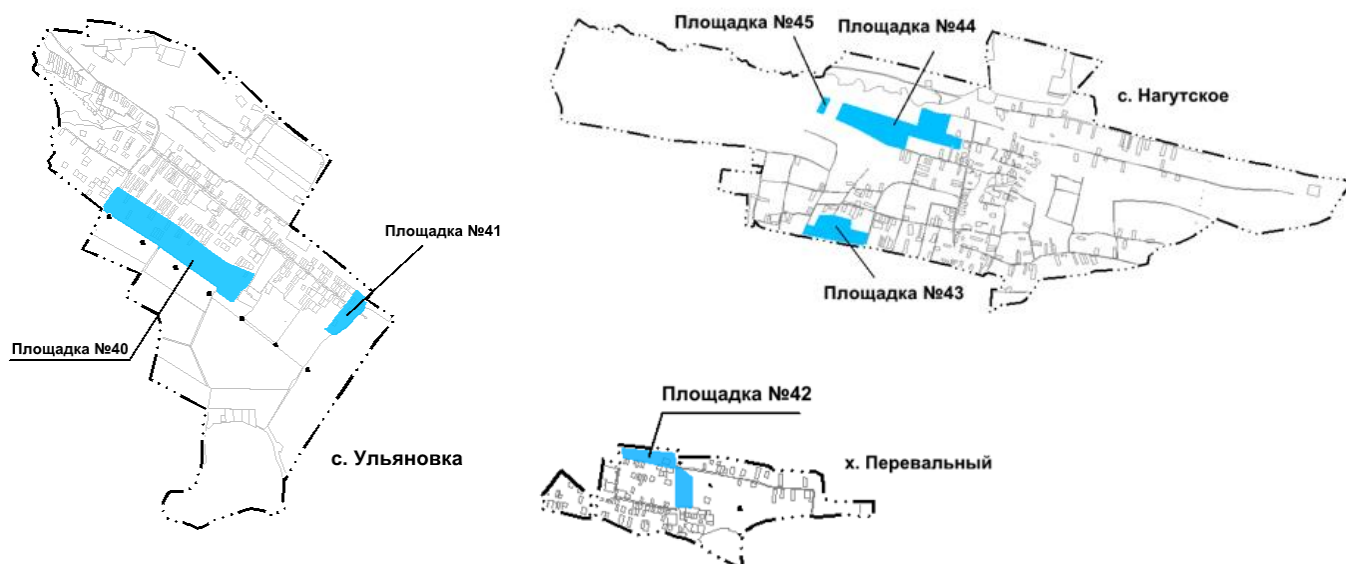 Площадка №45
Площадка №44
с. Нагутское
Площадка №41
Площадка №43
Площадка №40
Площадка №42
с. Ульяновка
х. Перевальный